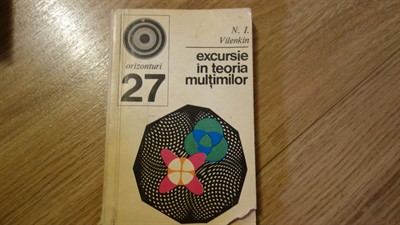 N. I.
Vilenkin
orizonturi
27
excursie
în teoria
mulțimilor